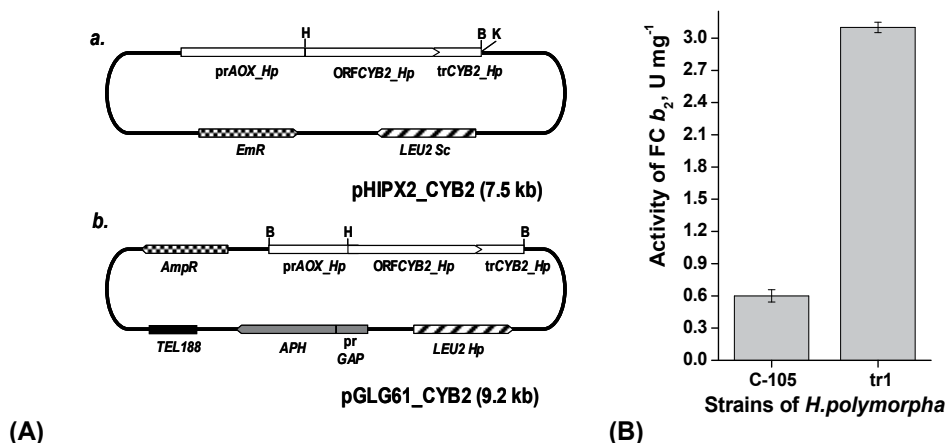 a.
H
B K
prAOX_Hp
ORFCYB2_Hp
trCYB2_Hp
EmR
LEU2 Sc
pHIPX2_CYB2 (7.5 kb)
b.
B
H
B
AmpR
prAOX_Hp
ORFCYB2_Hp
trCYB2_Hp
TEL188
APH
pr
GAP
LEU2 Hp
pGLG61_CYB2 (9.2 kb)
(A)
Activity of FC b₂, U mg⁻¹
3.0
2.7
2.4
2.1
1.8
1.5
1.2
0.9
0.6
0.3
0.0
C-105
tr1
Strains of H.polymorpha
(B)